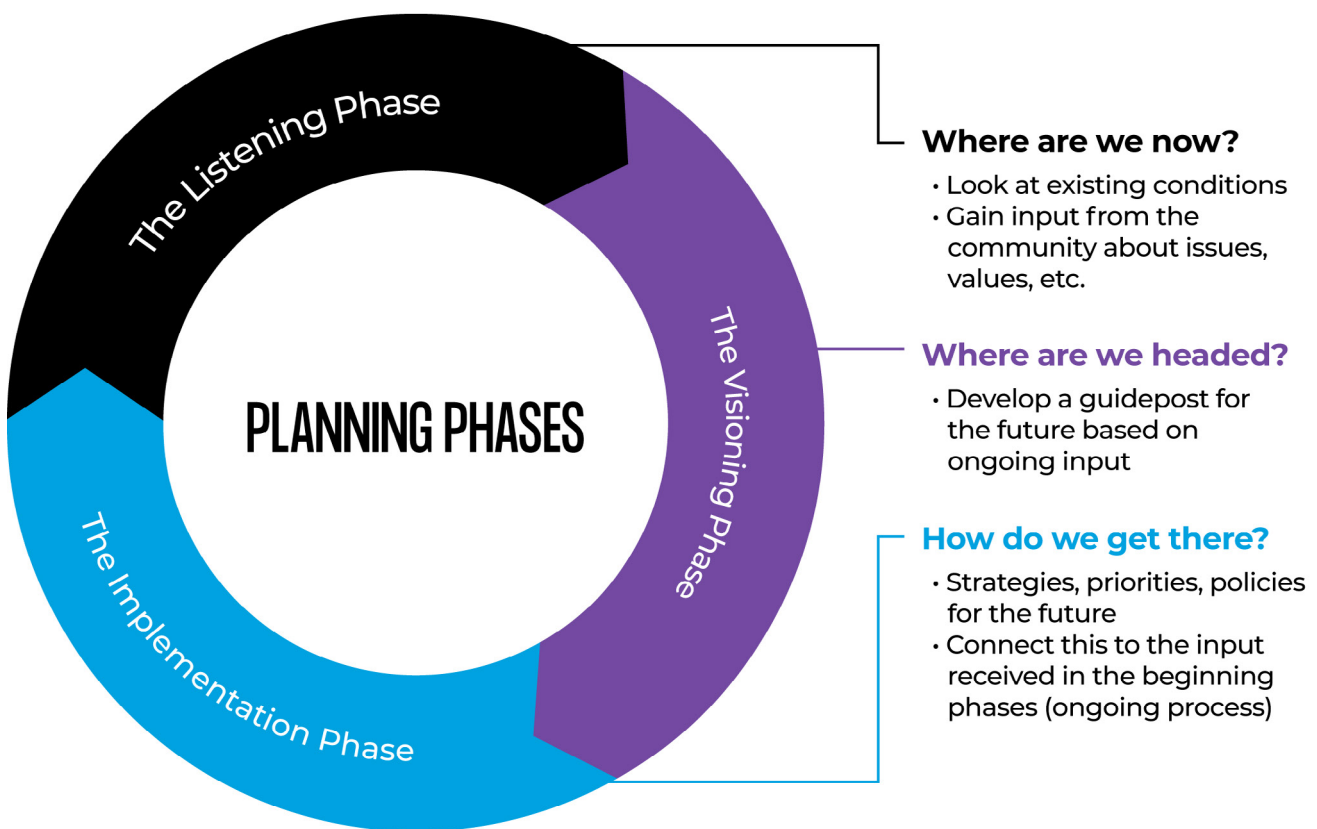 The Listening Phase
The Visioning Phase
The Implementation Phase
PLANNING PHASES
Where are we now?
• Look at existing conditions
• Gain input from the
community about issues,
values, etc.
Where are we headed?
• Develop a guidepost for
the future based on
ongoing input
How do we get there?
• Strategies, priorities, policies
for the future
• Connect this to the input
received in the beginning
phases (ongoing process)